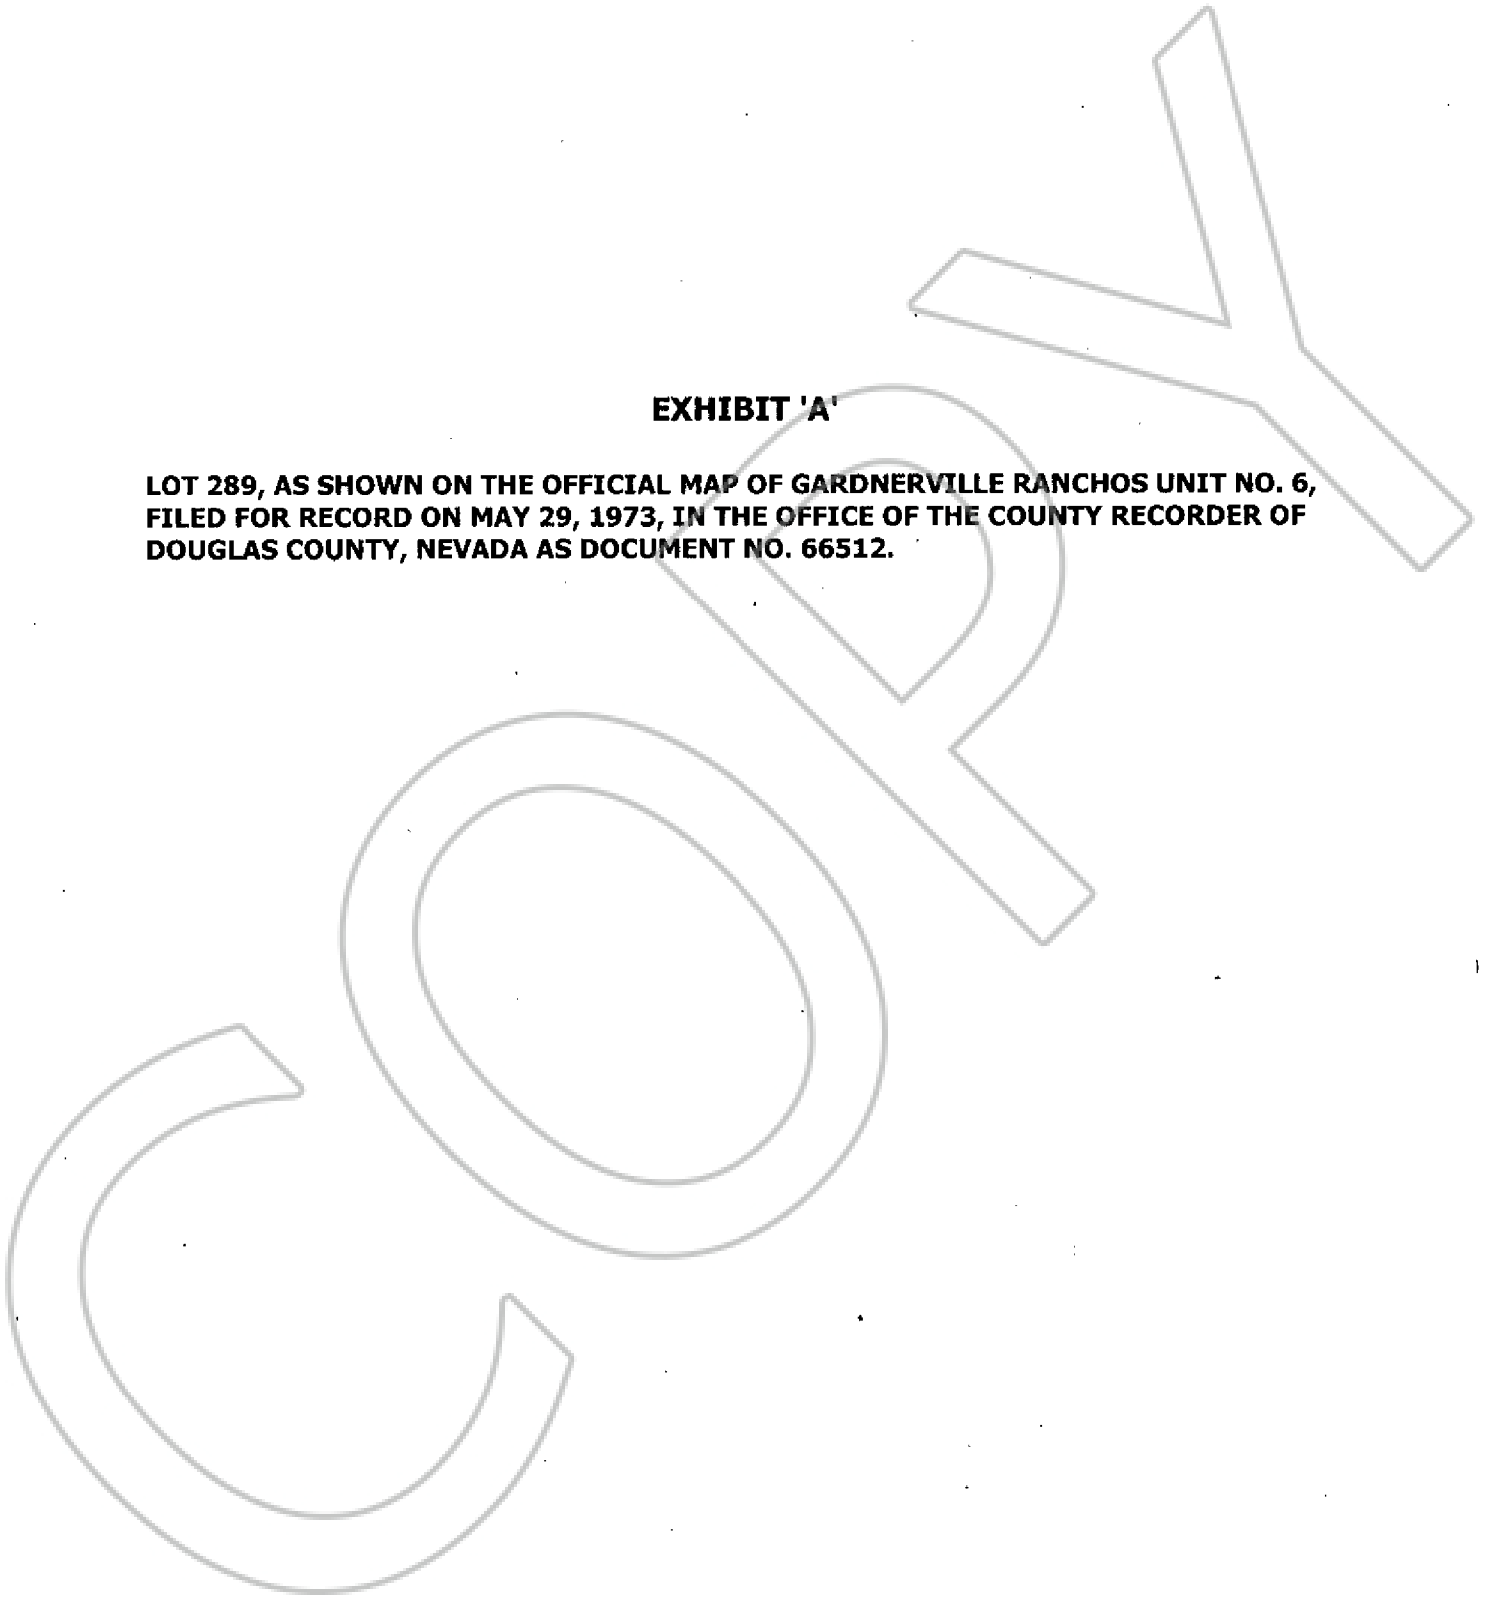 EXHIBIT 'A'
LOT 289, AS SHOWN ON THE OFFICIAL MAP OF GARDNERVILLE RANCHOS UNIT NO. 6,
FILED FOR RECORD ON MAY 29, 1973, IN THE OFFICE OF THE COUNTY RECORDER OF
DOUGLAS COUNTY, NEVADA AS DOCUMENT NO. 66512.
COPY